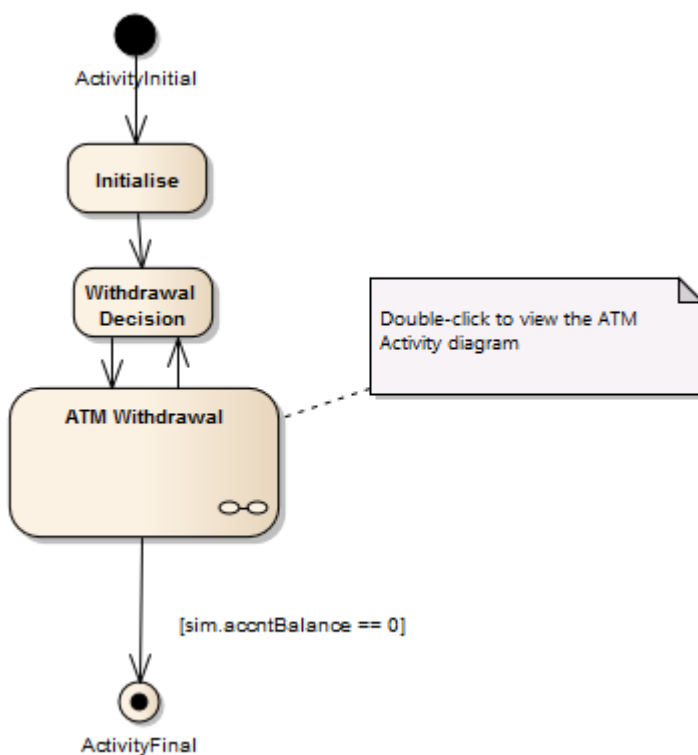 ActivityInitial
Initialise
Withdrawal
Decision
Double-click to view the ATM
Activity diagram
ATM Withdrawal
[sim.accntBalance == 0]
ActivityFinal